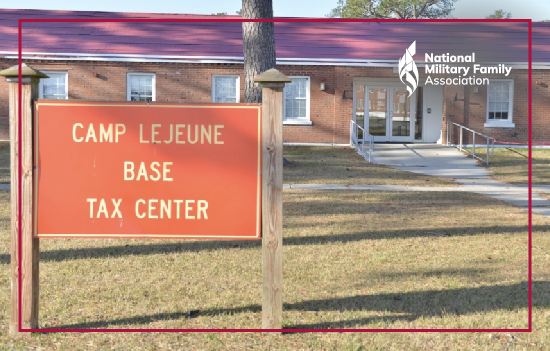 National
Military Family
Association
CAMP LEJEUNE
BASE
TAX CENTER